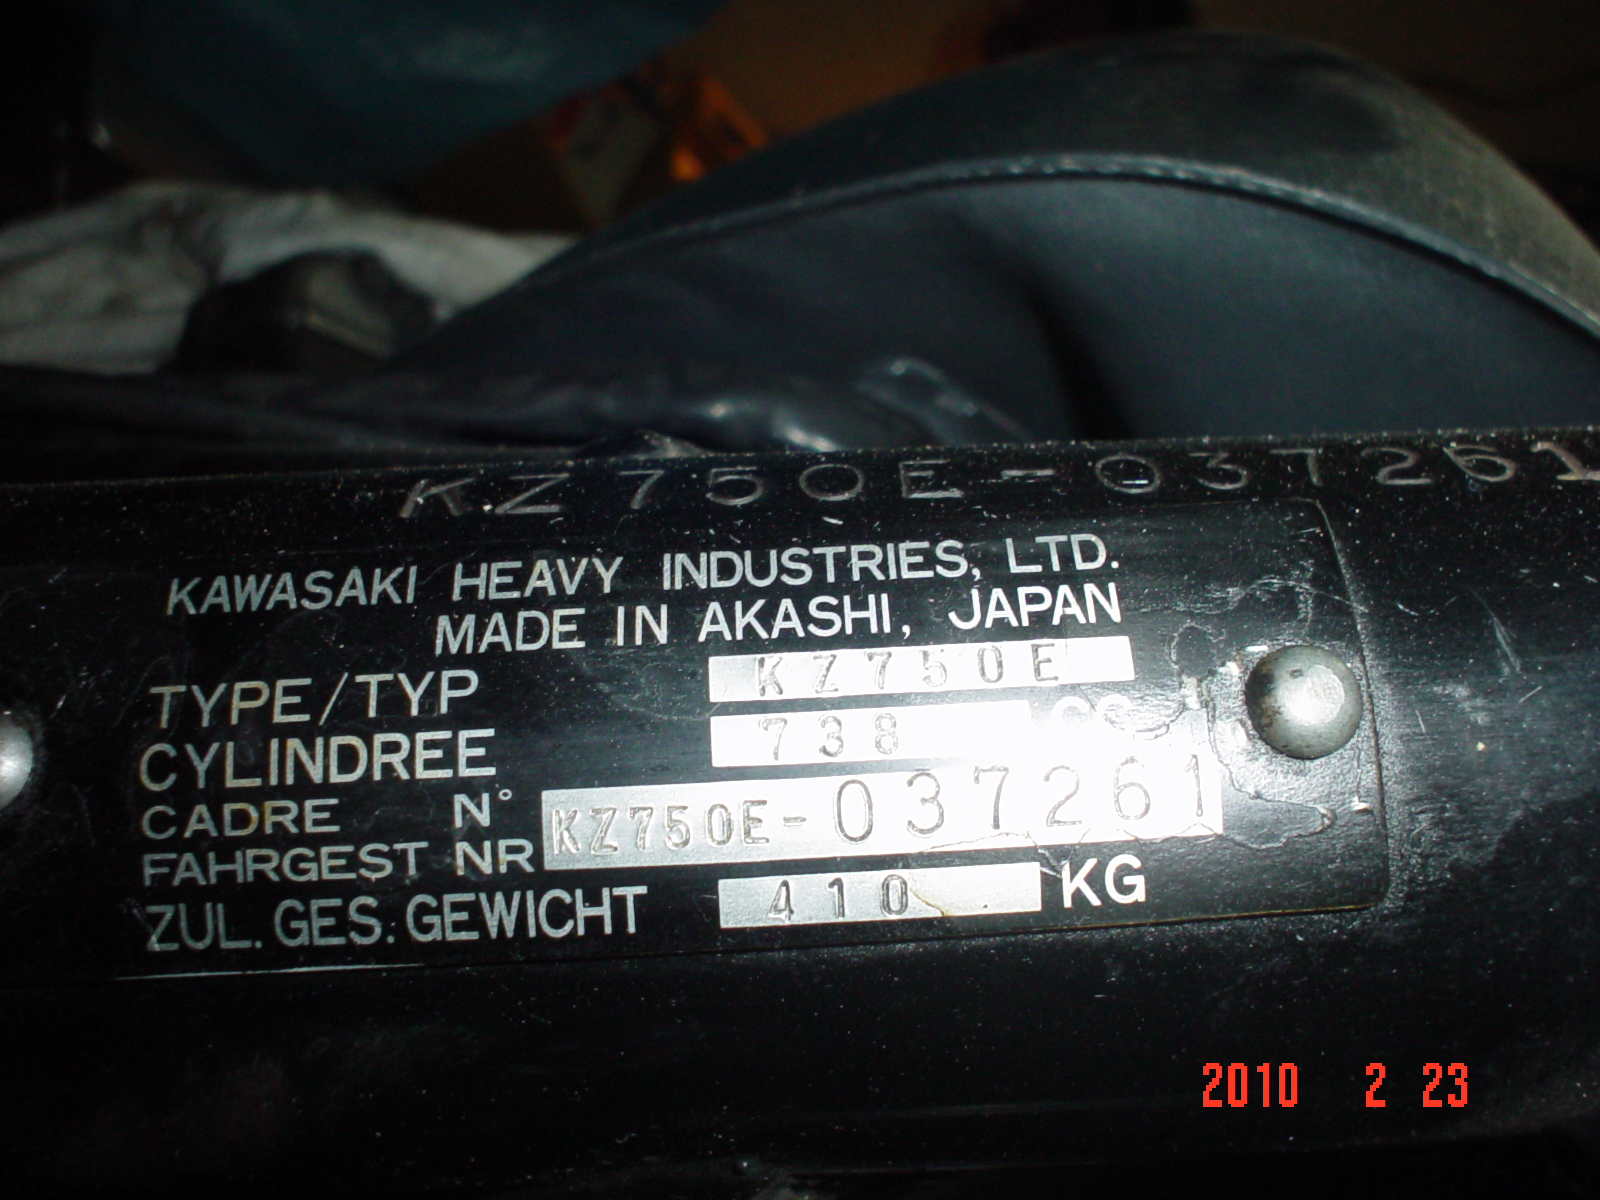 KZ750E-037261
KAWASAKI HEAVY INDUSTRIES, LTD.
MADE IN AKASHI, JAPAN
TYPE/TYP KZ750E
CYLINDREE 738 CC
CADRE N°
FAHRGEST NR KZ750E-037261
ZUL. GES. GEWICHT 410 KG
2010 2 23